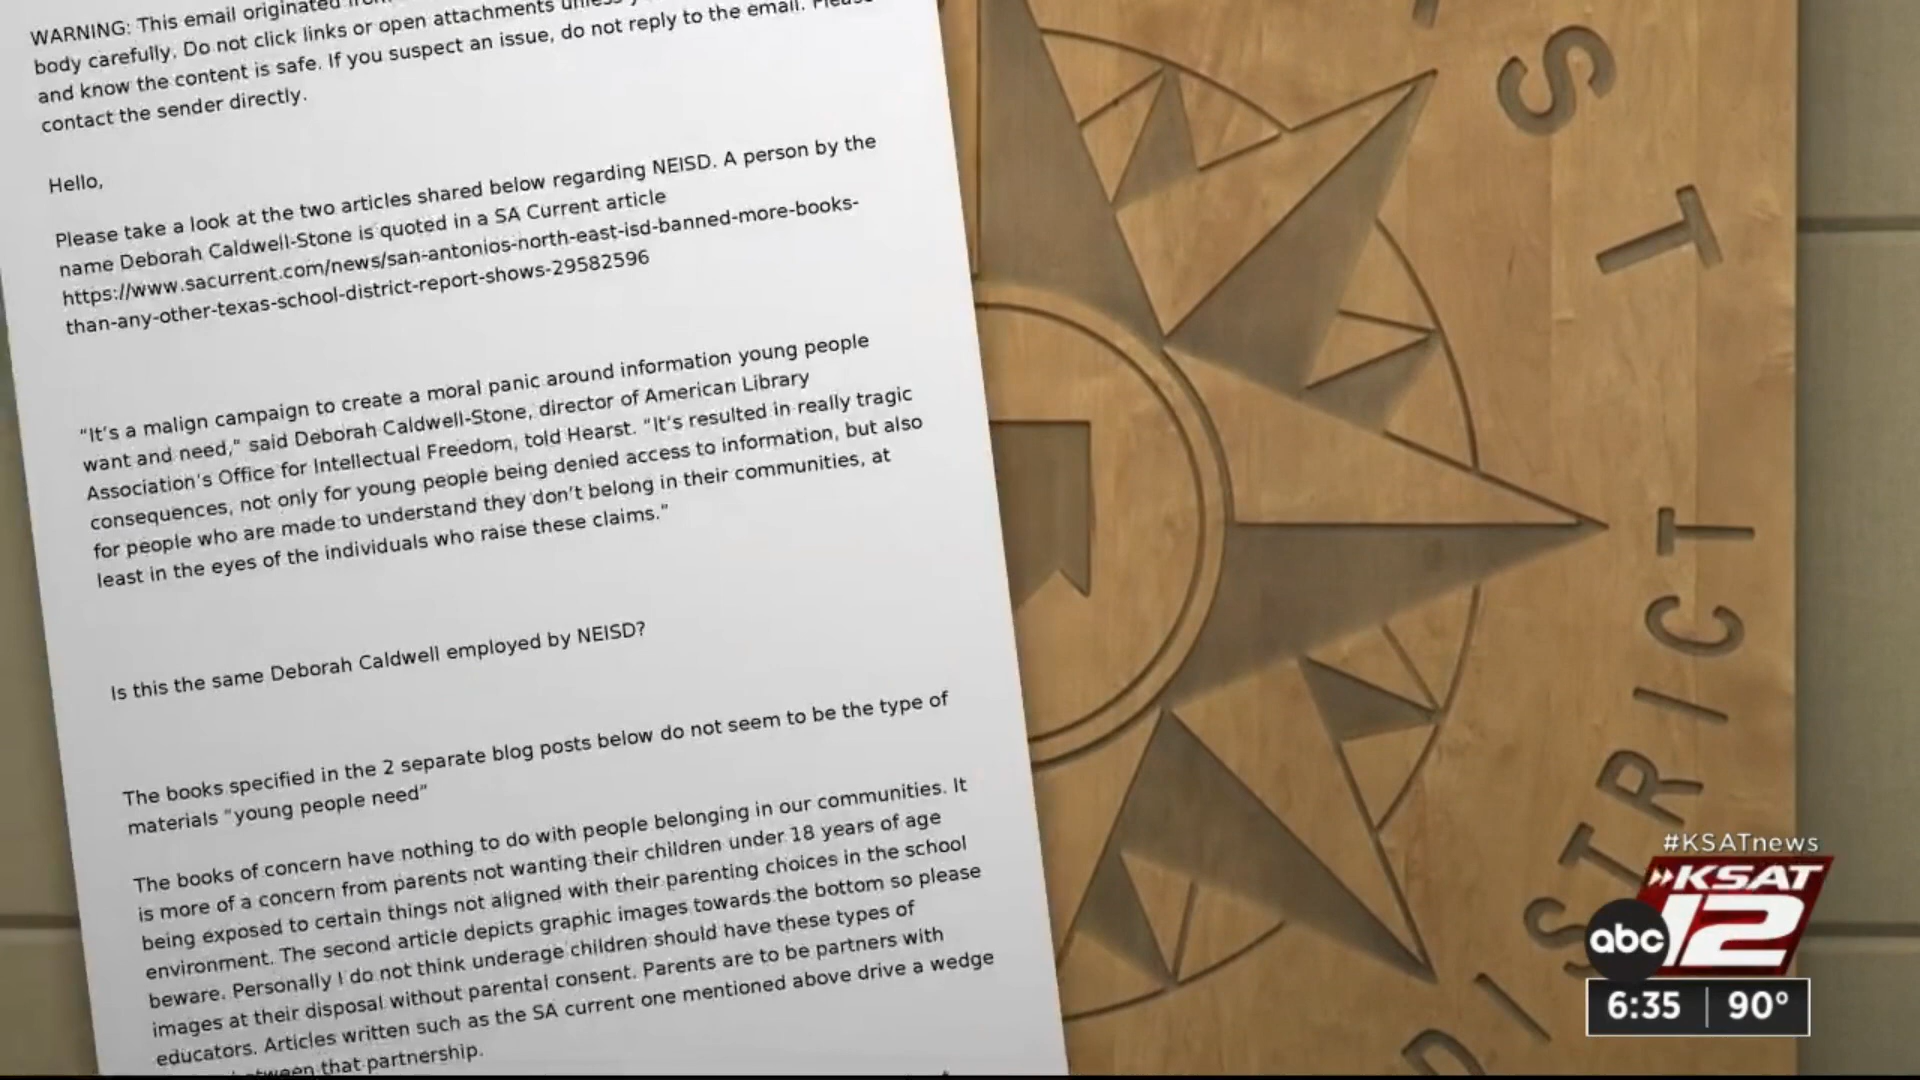 WARNING: This email originated
body carefully. Do not click links or open attachments unless
and know the content is safe. If you suspect an issue, do not reply to the email. Please
contact the sender directly.
Hello,
Please take a look at the two articles shared below regarding NEISD. A person by the
name Deborah Caldwell-Stone is quoted in a SA Current article
https://www.sacurrent.com/news/san-antonios-north-east-isd-banned-more-books-
than-any-other-texas-school-district-report-shows-29582596
“It’s a malign campaign to create a moral panic around information young people
want and need,” said Deborah Caldwell-Stone, director of American Library
Association’s Office for Intellectual Freedom, told Hearst. “It’s resulted in really tragic
consequences, not only for young people being denied access to information, but also
for people who are made to understand they don’t belong in their communities, at
least in the eyes of the individuals who raise these claims.”
Is this the same Deborah Caldwell employed by NEISD?
The books specified in the 2 separate blog posts below do not seem to be the type of
materials “young people need”
The books of concern have nothing to do with people belonging in our communities. It
is more of a concern from parents not wanting their children under 18 years of age
being exposed to certain things not aligned with their parenting choices in the school
environment. The second article depicts graphic images towards the bottom so please
beware. Personally I do not think underage children should have these types of
images at their disposal without parental consent. Parents are to be partners with
educators. Articles written such as the SA current one mentioned above drive a wedge
between that partnership.
ST
DISTRICT
#KSATnews
KSAT
abc 12
6:35 90°